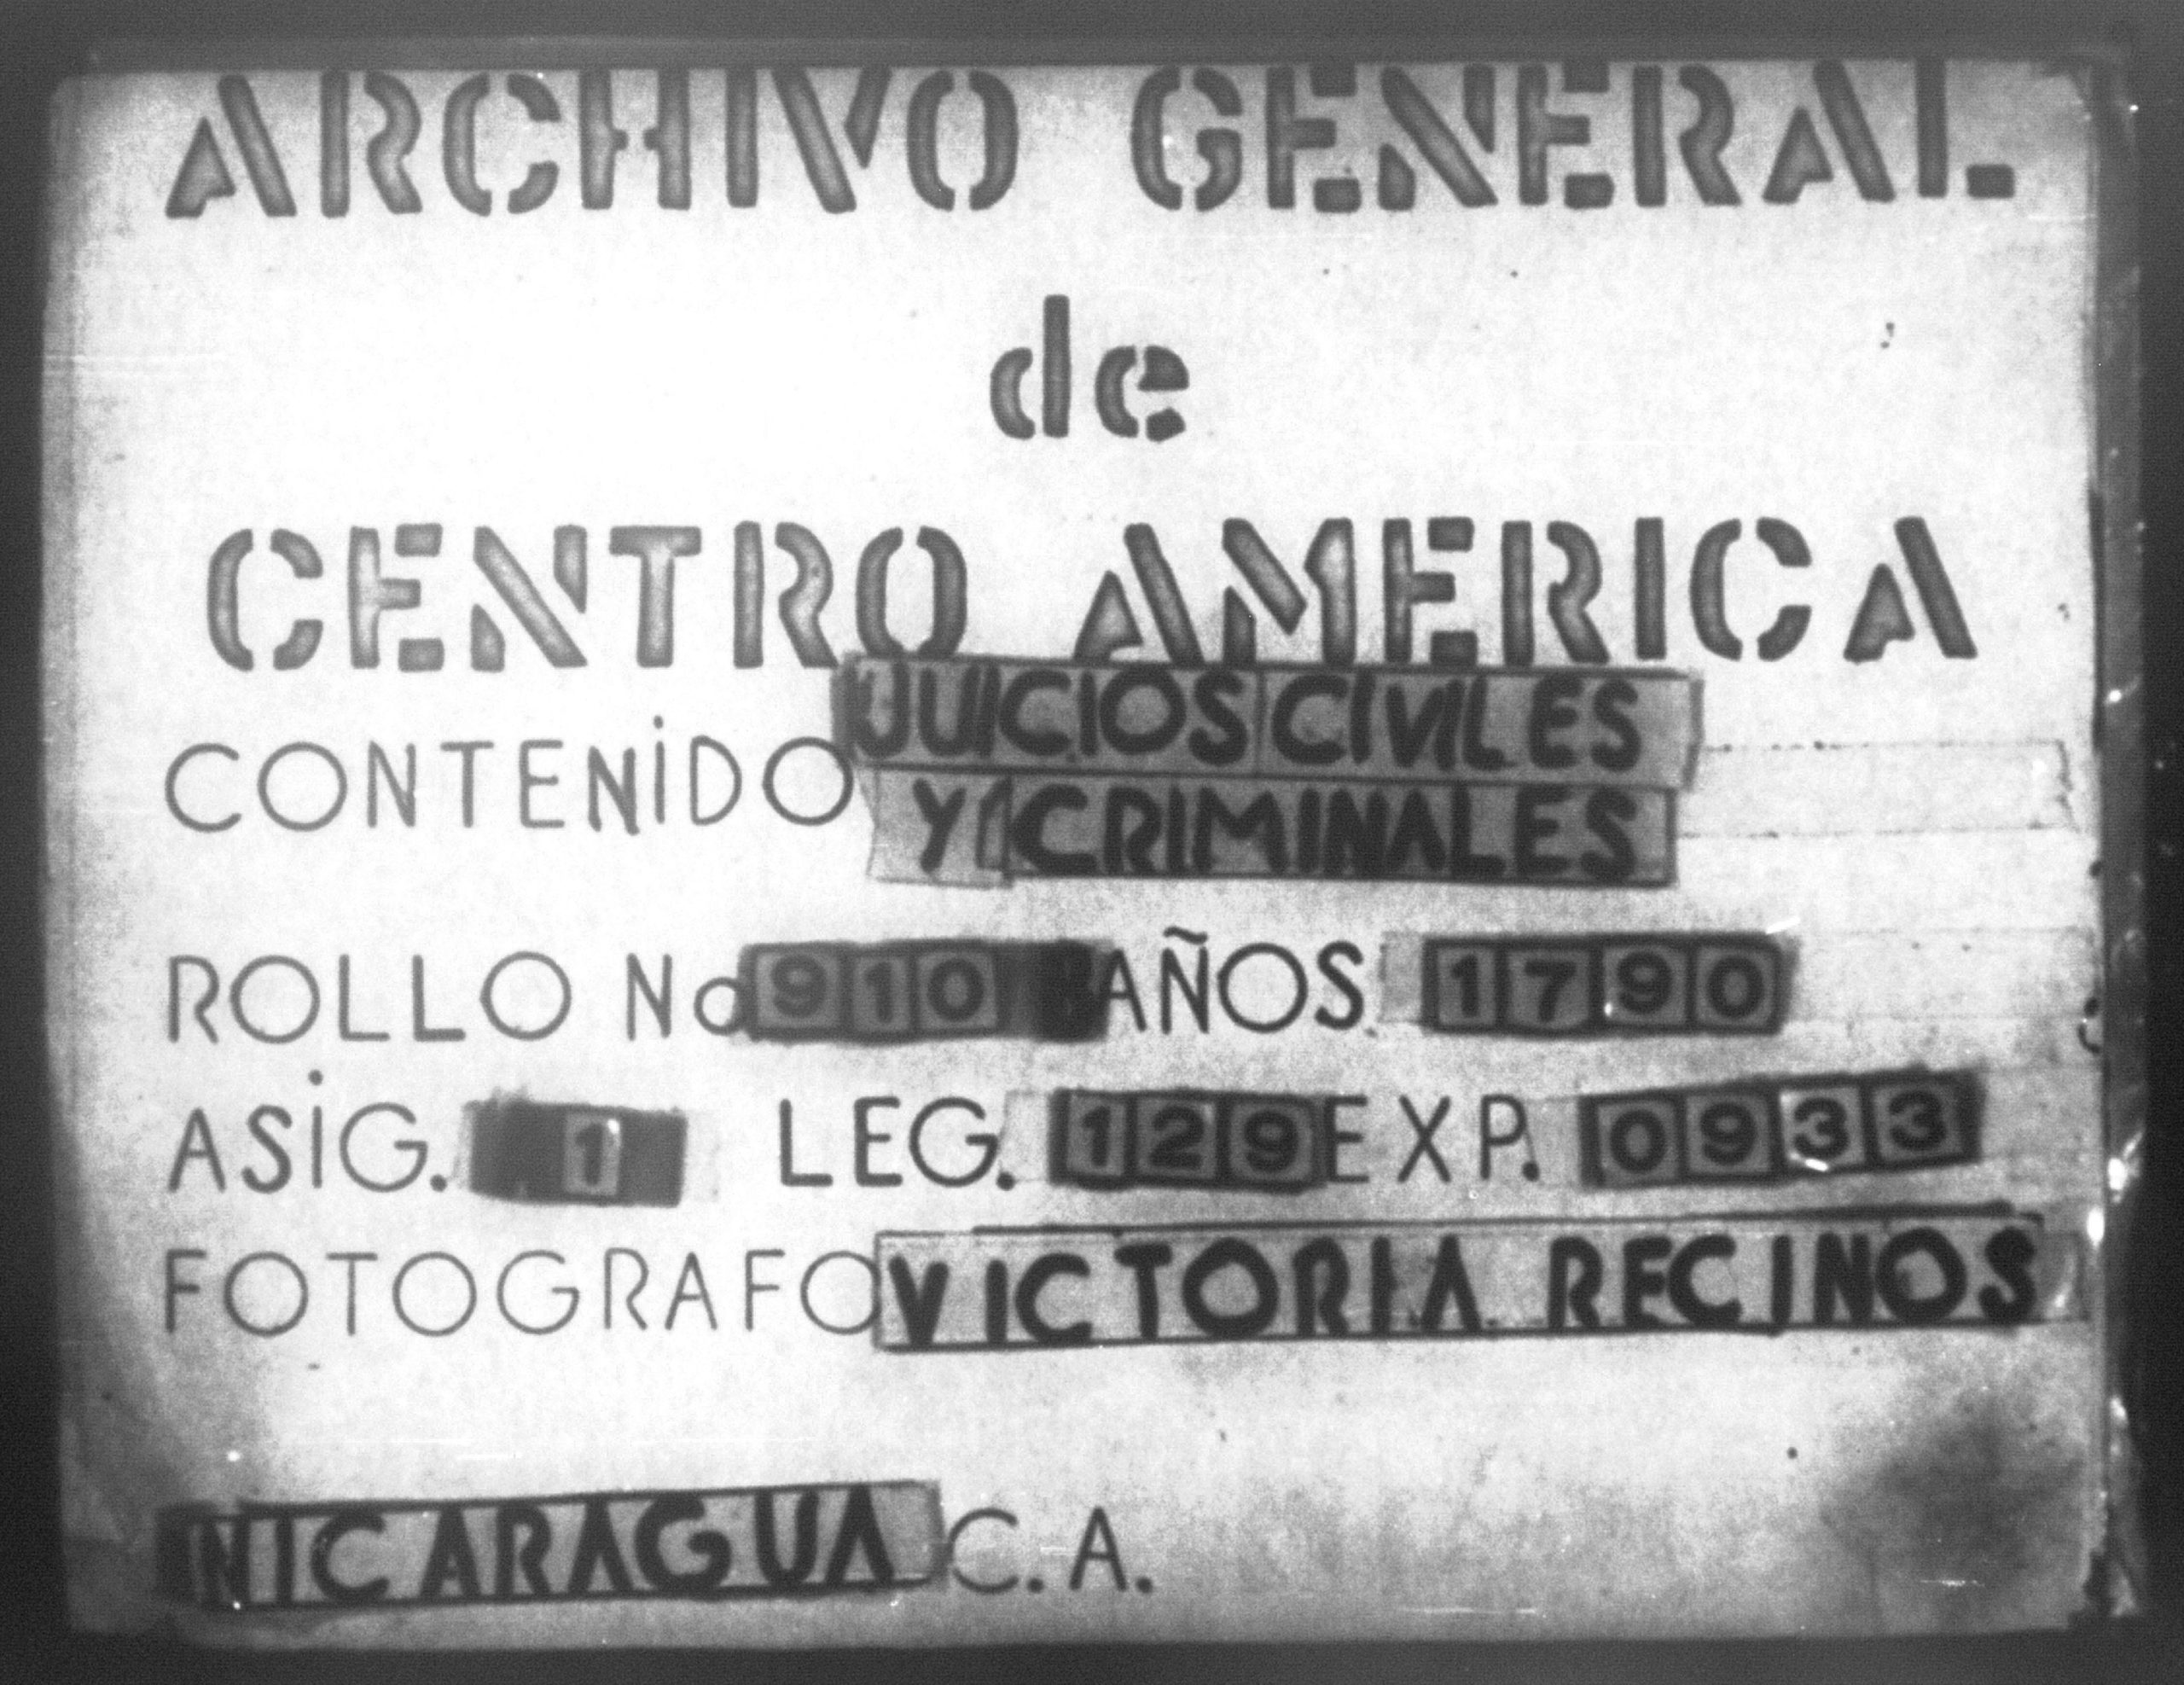 ARCHIVO GENERAL
de
CENTRO AMERICA
CONTENIDO JUICIOS CIVILES
Y CRIMINALES
ROLLO No 910 AÑOS 1790
ASIG. 1 LEG. 129 EXP. 0933
FOTOGRAFO VICTORIA RECINOS
NICARAGUA C.A.